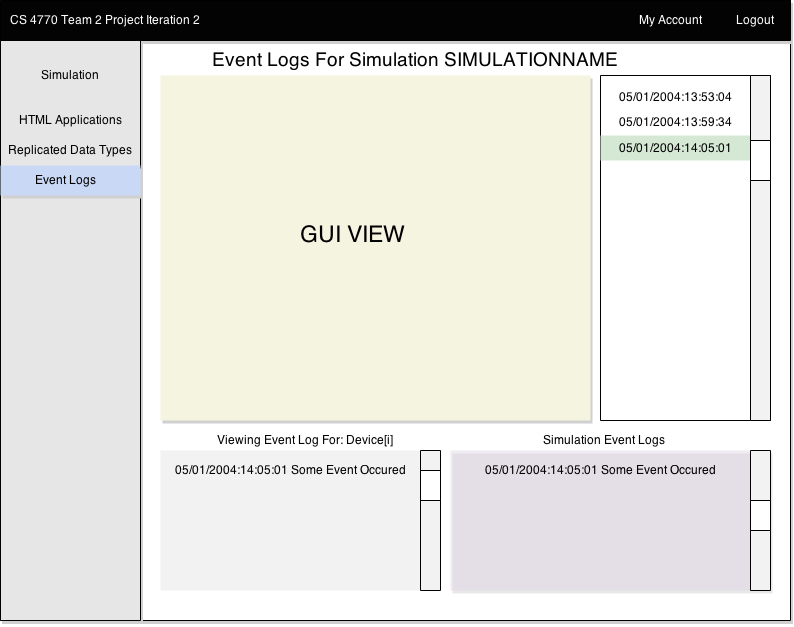 CS 4770 Team 2 Project Iteration 2
My Account
Logout
Simulation
HTML Applications
Replicated Data Types
Event Logs
Event Logs For Simulation SIMULATIONNAME
GUI VIEW
05/01/2004:13:53:04
05/01/2004:13:59:34
05/01/2004:14:05:01
Viewing Event Log For: Device[i]
05/01/2004:14:05:01 Some Event Occured
Simulation Event Logs
05/01/2004:14:05:01 Some Event Occured